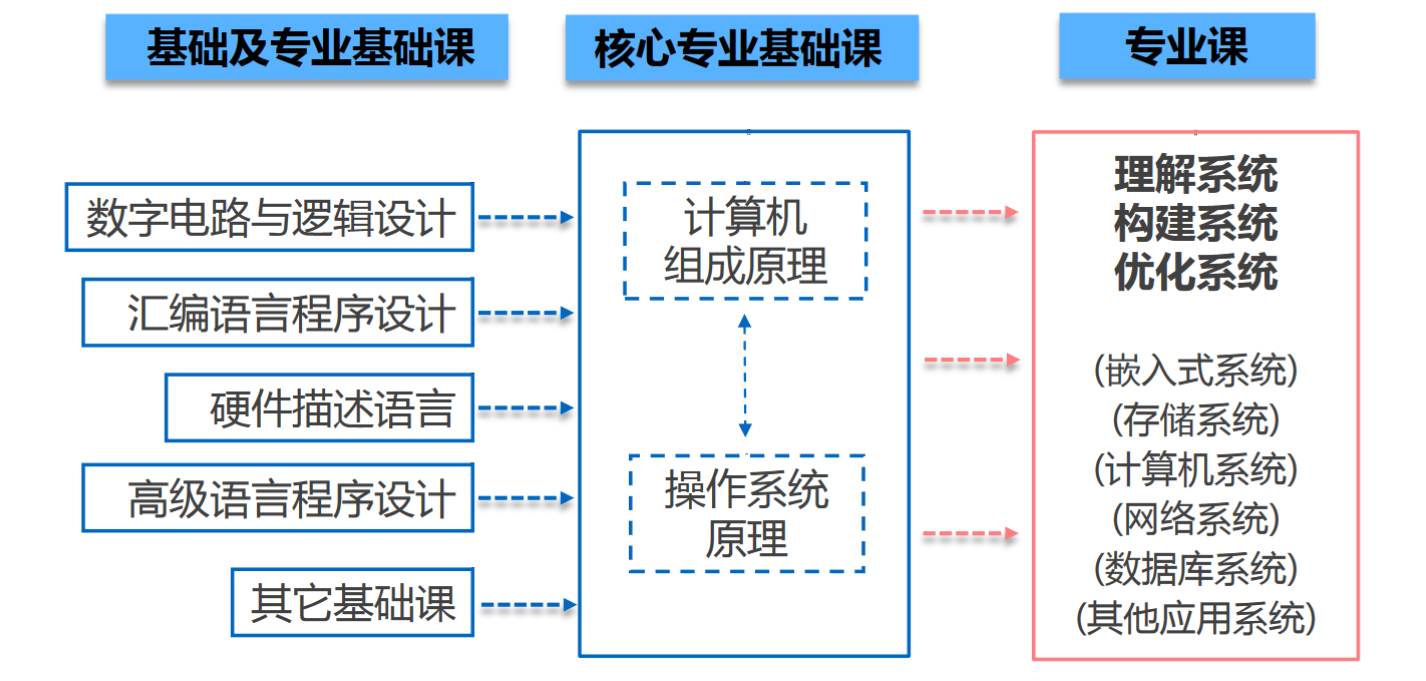 基础及专业基础课
核心专业基础课
专业课
数字电路与逻辑设计
汇编语言程序设计
硬件描述语言
高级语言程序设计
其它基础课
计算机
组成原理
操作系统
原理
理解系统
构建系统
优化系统
(嵌入式系统)
(存储系统)
(计算机系统)
(网络系统)
(数据库系统)
(其他应用系统)